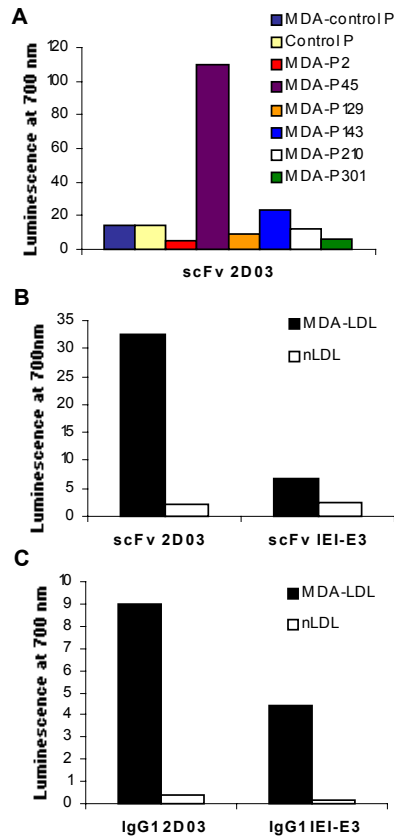 A
Luminescence at 700 nm
120
100
80
60
40
20
0
scFv 2D03
MDA-control P
Control P
MDA-P2
MDA-P45
MDA-P129
MDA-P143
MDA-P210
MDA-P301
B
Luminescence at 700nm
35
30
25
20
15
10
5
0
MDA-LDL
nLDL
scFv 2D03
scFv IEI-E3
C
Luminescence at 700 nm
10
9
8
7
6
5
4
3
2
1
0
MDA-LDL
nLDL
IgG1 2D03
IgG1 IEI-E3